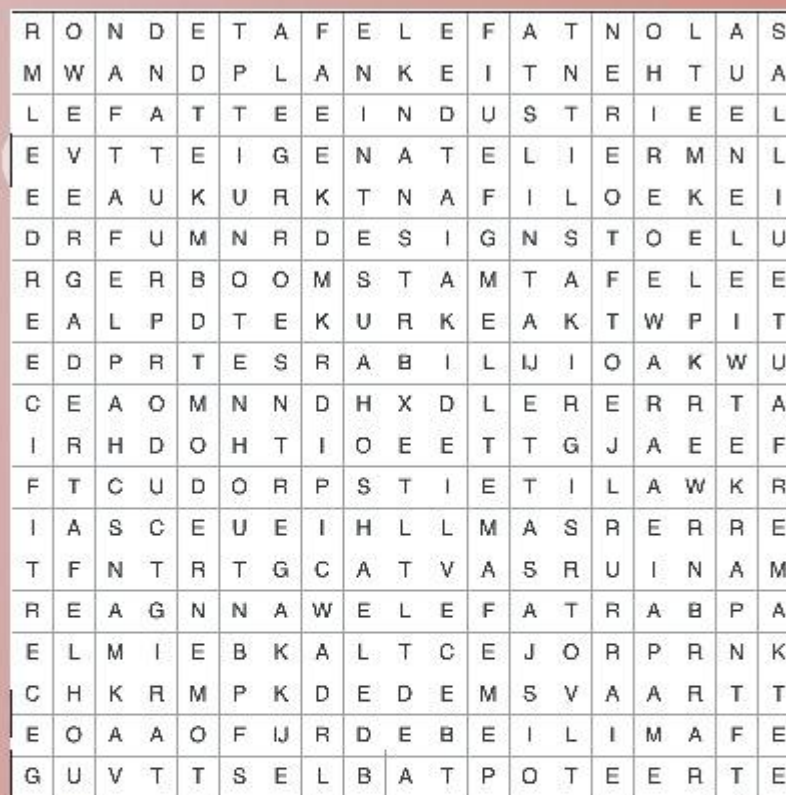 R O N D E T A F E L E F A T N O L A S
M W A N D P L A N K E I T N E H T U A
L E F A T T E E I N D U S T R I E E L
E V T T E I G E N A T E L I E R M N L
E E A U K U R K T N A F I L O E K E I
D R F U M N R D E S I G N S T O E L U
R G E R B O O M S T A M T A F E L E E
E A L P D T E K U R K E A K T W P I T
E D P R T E S R A B I L IJ I O A K W U
C E A O M N N D H X D L E R E R R T A
I R H D O H T I O E E T T G J A E E F
F T C U D O R P S T I E T I L A W K R
I A S C E U E I H L L M A S R E R R E
T F N T R T G C A T V A S R U I N A M
R E A G N N A W E L E F A T R A B P A
E L M I E B K A L T C E J O R P R N K
C H K R M P K D E D E M S V A A R T T
E O A A O F IJ R D E B E I L I M A F E
G U V T T S E L B A T P O T E E R T E